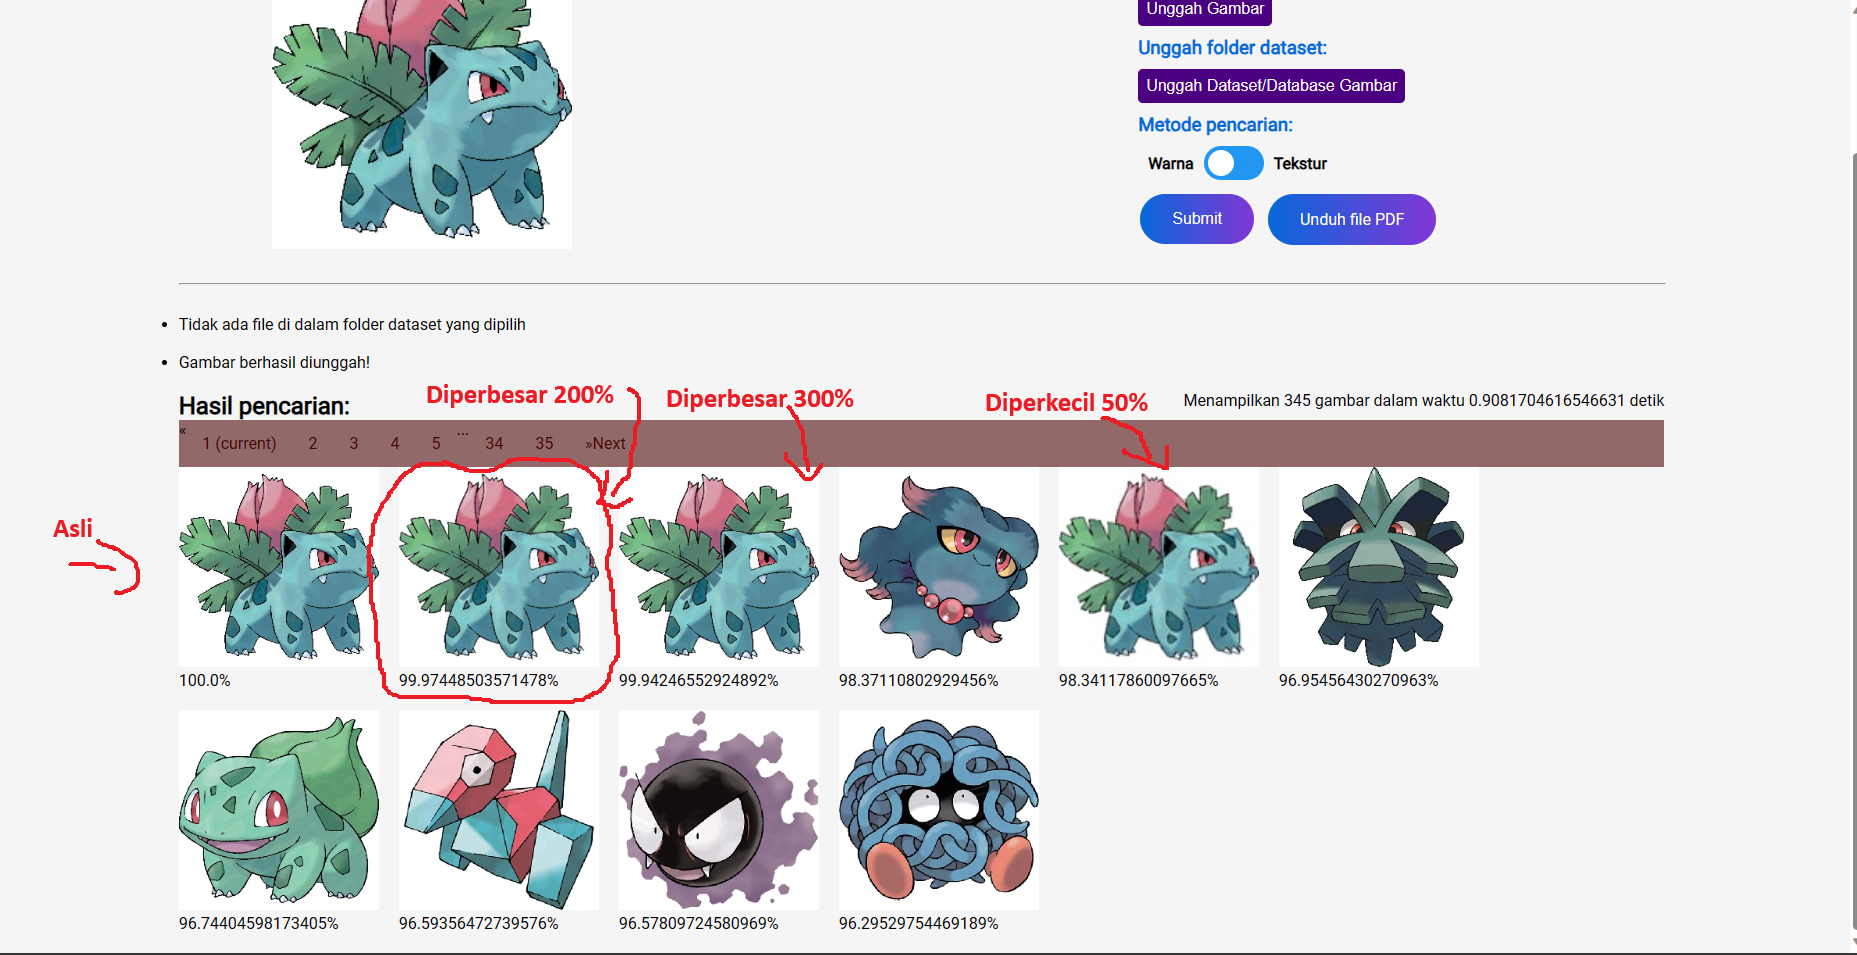 Unggah Gambar
Unggah folder dataset:
Unggah Dataset/Database Gambar
Metode pencarian:
Warna Tekstur
Submit Unduh file PDF
Tidak ada file di dalam folder dataset yang dipilih
Gambar berhasil diunggah!
Diperbesar 200% Diperbesar 300% Diperkecil 50%
Hasil pencarian: Menampilkan 345 gambar dalam waktu 0.9081704616546631 detik
« 1 (current) 2 3 4 5 ... 34 35 »Next
Asli
100.0% 99.97448503571478% 99.94246552924892% 98.37110802929456% 98.34117860097665% 96.95456430270963%
96.74404598173405% 96.59356472739576% 96.57809724580969% 96.29529754469189%